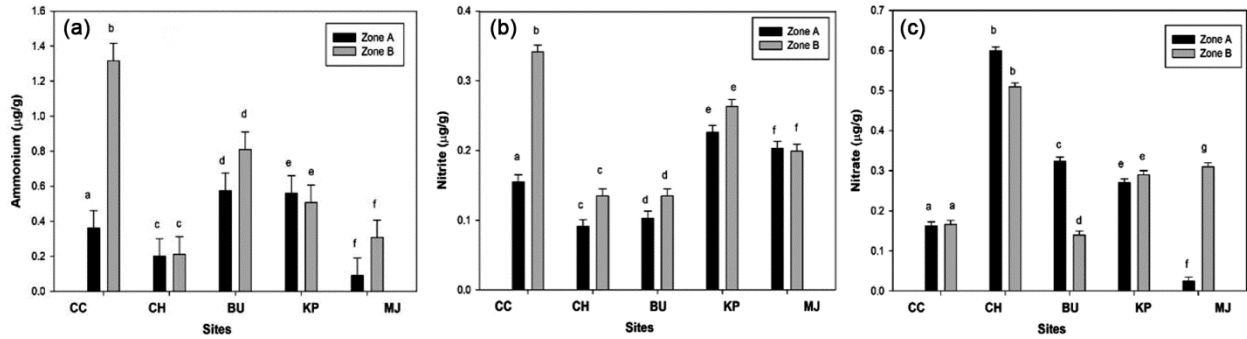 (a)
Zone A
Zone B
Ammonium (µg/g)
1.6
1.4
1.2
1.0
0.8
0.6
0.4
0.2
0.0
a
b
c
c
d
d
e
e
f
f
CC
CH
BU
KP
MJ
Sites
(b)
Zone A
Zone B
Nitrite (µg/g)
0.4
0.3
0.2
0.1
0.0
a
b
c
c
d
d
e
e
f
f
CC
CH
BU
KP
MJ
Sites
(c)
Zone A
Zone B
Nitrate (µg/g)
0.7
0.6
0.5
0.4
0.3
0.2
0.1
0.0
a
a
b
b
c
d
e
e
f
g
CC
CH
BU
KP
MJ
Sites